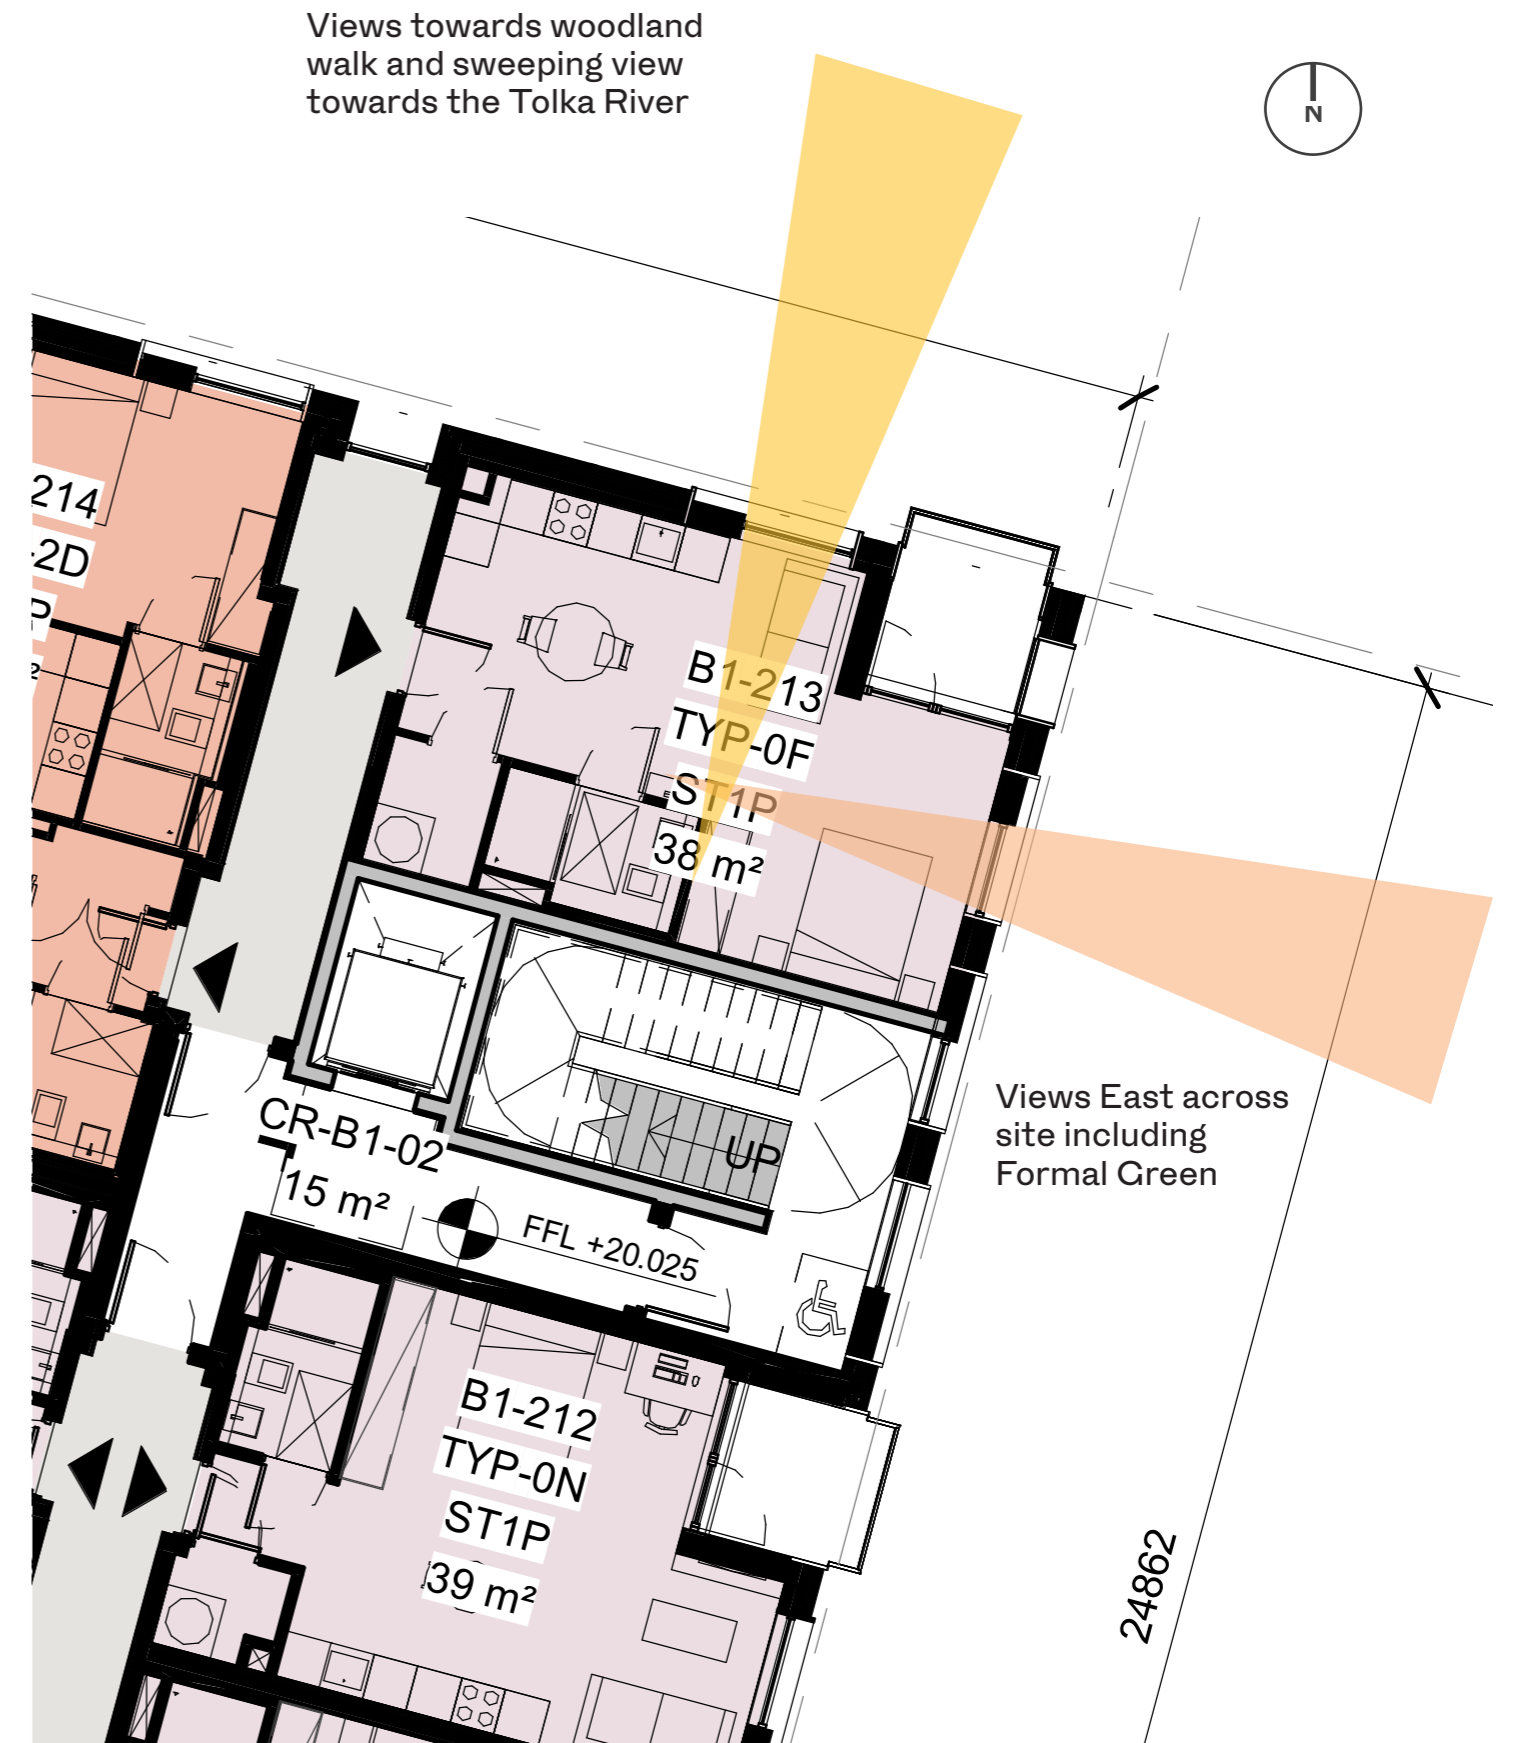 Views towards woodland
walk and sweeping view
towards the Tolka River
N
214
-2D
P
B1-213
TYP-0F
ST1P
38 m²
CR-B1-02
15 m²
UP
FFL +20.025
Views East across
site including
Formal Green
B1-212
TYP-0N
ST1P
39 m²
24862